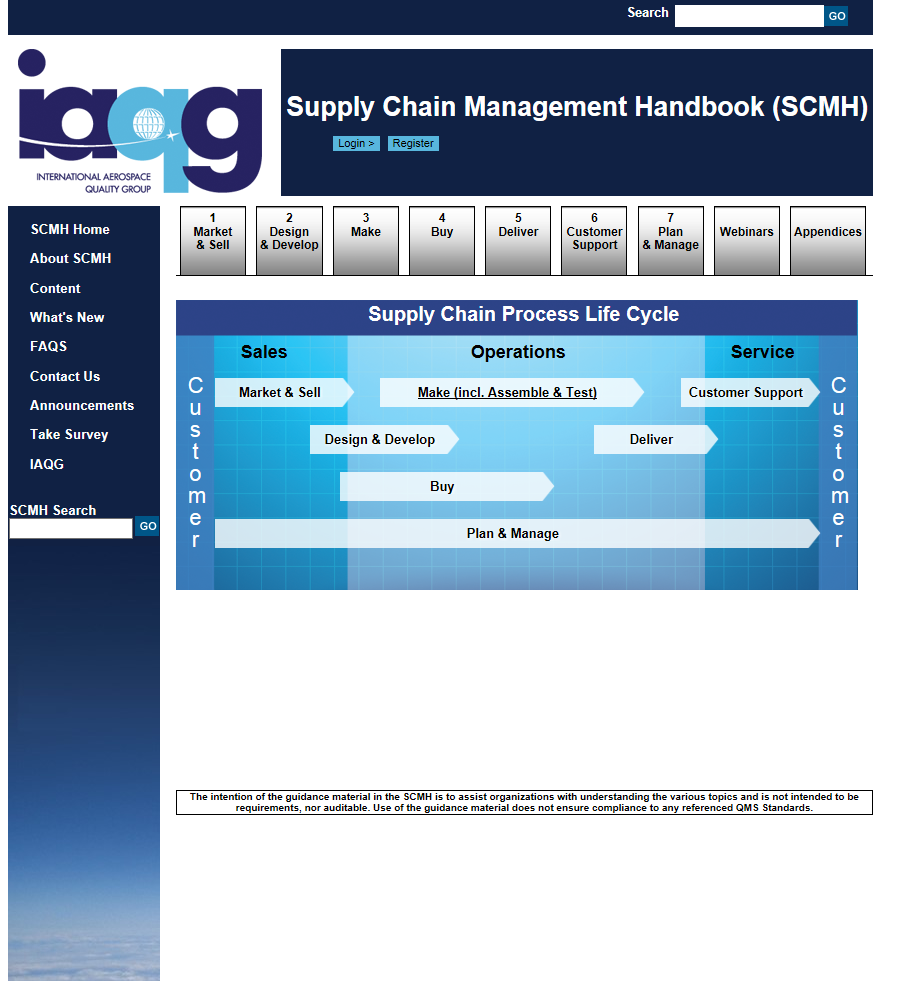 Search GO
iaqg
INTERNATIONAL AEROSPACE
QUALITY GROUP
Supply Chain Management Handbook (SCMH)
Login > Register
SCMH Home
About SCMH
Content
What's New
FAQS
Contact Us
Announcements
Take Survey
IAQG
SCMH Search
GO
1
Market
& Sell
2
Design
& Develop
3
Make
4
Buy
5
Deliver
6
Customer
Support
7
Plan
& Manage
Webinars
Appendices
Supply Chain Process Life Cycle
Sales Operations Service
Customer
Market & Sell Make (incl. Assemble & Test) Customer Support
Design & Develop Deliver
Buy
Plan & Manage
Customer
The intention of the guidance material in the SCMH is to assist organizations with understanding the various topics and is not intended to be
requirements, nor auditable. Use of the guidance material does not ensure compliance to any referenced QMS Standards.